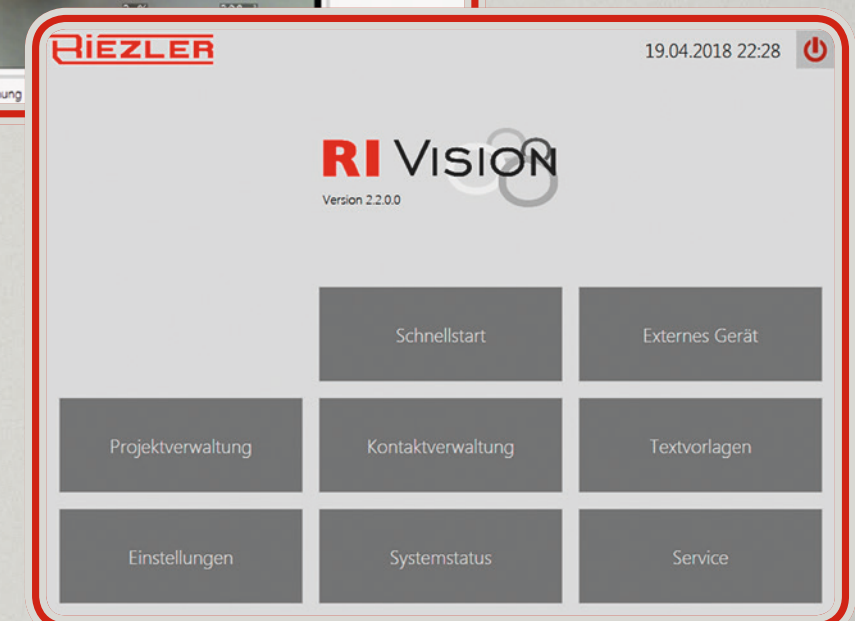 RIEZLER
19.04.2018 22:28
RI VISION
Version 2.2.0.0
Schnellstart
Externes Gerät
Projektverwaltung
Kontaktverwaltung
Textvorlagen
Einstellungen
Systemstatus
Service